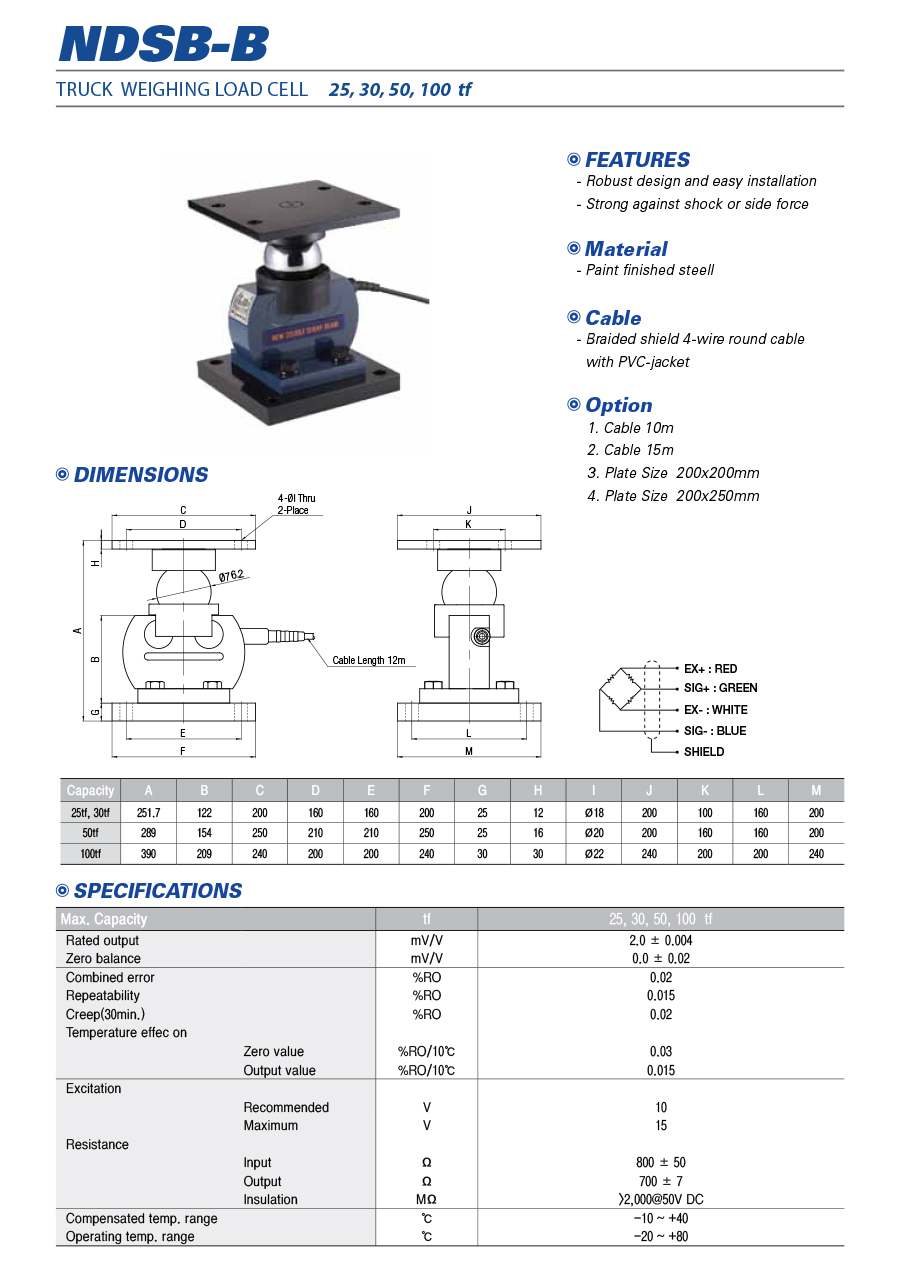 NDSB-B
TRUCK WEIGHING LOAD CELL 25, 30, 50, 100 tf
FEATURES
- Robust design and easy installation
- Strong against shock or side force
Material
- Paint finished steell
Cable
- Braided shield 4-wire round cable
with PVC-jacket
Option
1. Cable 10m
2. Cable 15m
3. Plate Size 200x200mm
4. Plate Size 200x250mm
NEW DOUBLE SHEAR BEAM
DIMENSIONS
4-ØI Thru
2-Place
C
D
H
Ø76.2
A
B
G
Cable Length 12m
E
F
J
K
L
M
EX+ : RED
SIG+ : GREEN
EX- : WHITE
SIG- : BLUE
SHIELD
Capacity A B C D E F G H I J K L M
25tf, 30tf 251.7 122 200 160 160 200 25 12 Ø18 200 100 160 200
50tf 289 154 250 210 210 250 25 16 Ø20 200 160 160 200
100tf 390 209 240 200 200 240 30 30 Ø22 240 200 200 240
SPECIFICATIONS
Max. Capacity tf 25, 30, 50, 100 tf
Rated output mV/V 2.0 ± 0.004
Zero balance mV/V 0.0 ± 0.02
Combined error %RO 0.02
Repeatability %RO 0.015
Creep(30min.) %RO 0.02
Temperature effec on
Zero value %RO/10℃ 0.03
Output value %RO/10℃ 0.015
Excitation
Recommended V 10
Maximum V 15
Resistance
Input Ω 800 ± 50
Output Ω 700 ± 7
Insulation MΩ >2,000@50V DC
Compensated temp. range ℃ -10 ~ +40
Operating temp. range ℃ -20 ~ +80